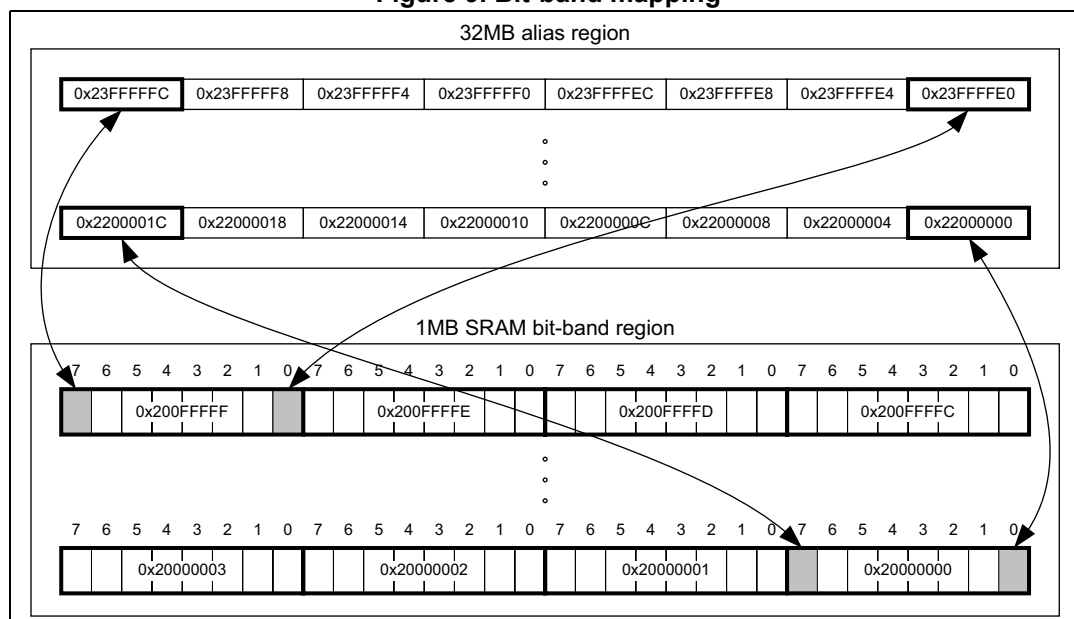 Figure 9. Bit-band mapping
32MB alias region
0x23FFFFFC 0x23FFFFF8 0x23FFFFF4 0x23FFFFF0 0x23FFFFEC 0x23FFFFE8 0x23FFFFE4 0x23FFFFE0
0x2200001C 0x22000018 0x22000014 0x22000010 0x2200000C 0x22000008 0x22000004 0x22000000
1MB SRAM bit-band region
7 6 5 4 3 2 1 0 7 6 5 4 3 2 1 0 7 6 5 4 3 2 1 0 7 6 5 4 3 2 1 0
0x200FFFFF 0x200FFFFE 0x200FFFFD 0x200FFFFC
7 6 5 4 3 2 1 0 7 6 5 4 3 2 1 0 7 6 5 4 3 2 1 0 7 6 5 4 3 2 1 0
0x20000003 0x20000002 0x20000001 0x20000000